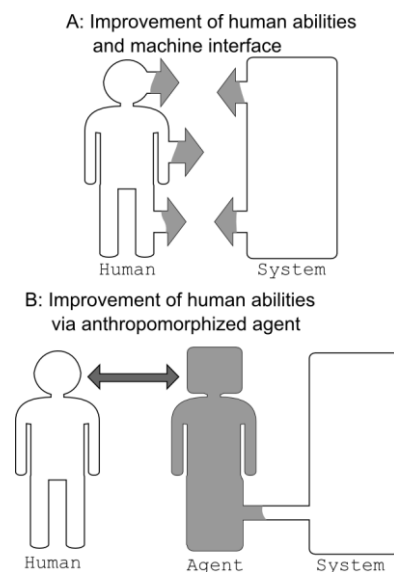 A: Improvement of human abilities
and machine interface
Human System
B: Improvement of human abilities
via anthropomorphized agent
Human Agent System